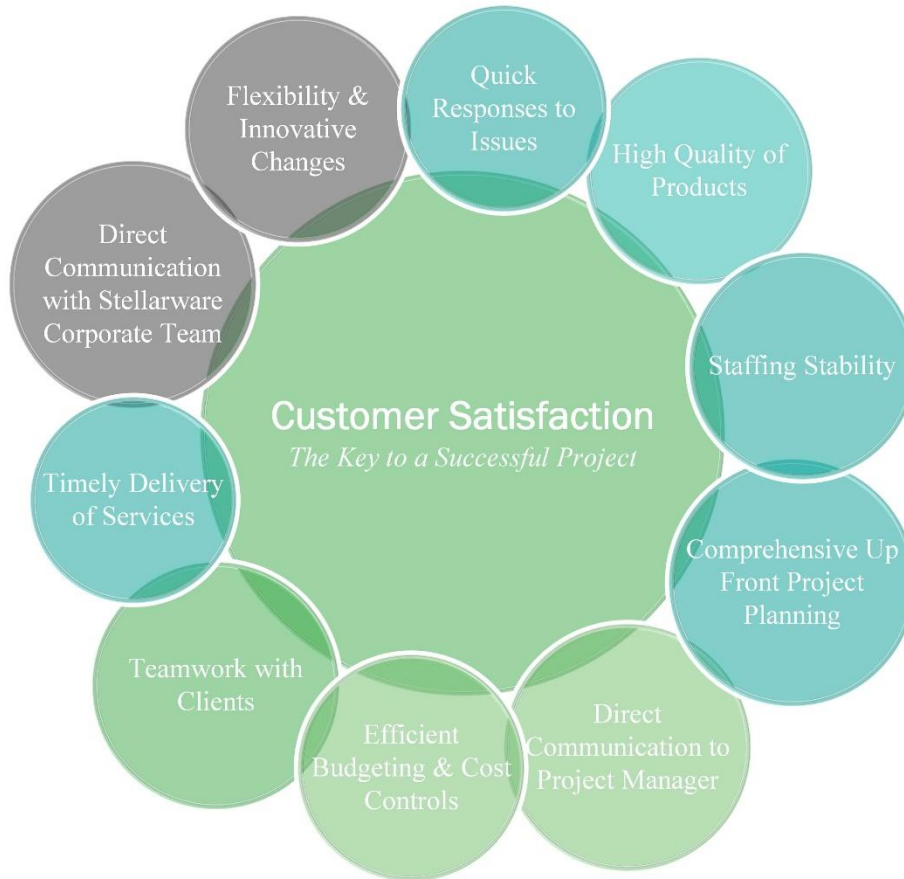 Customer Satisfaction
The Key to a Successful Project
Quick
Responses to
Issues
High Quality of
Products
Staffing Stability
Comprehensive Up
Front Project
Planning
Direct
Communication to
Project Manager
Efficient
Budgeting & Cost
Controls
Teamwork with
Clients
Timely Delivery
of Services
Direct
Communication
with Stellarware
Corporate Team
Flexibility &
Innovative
Changes